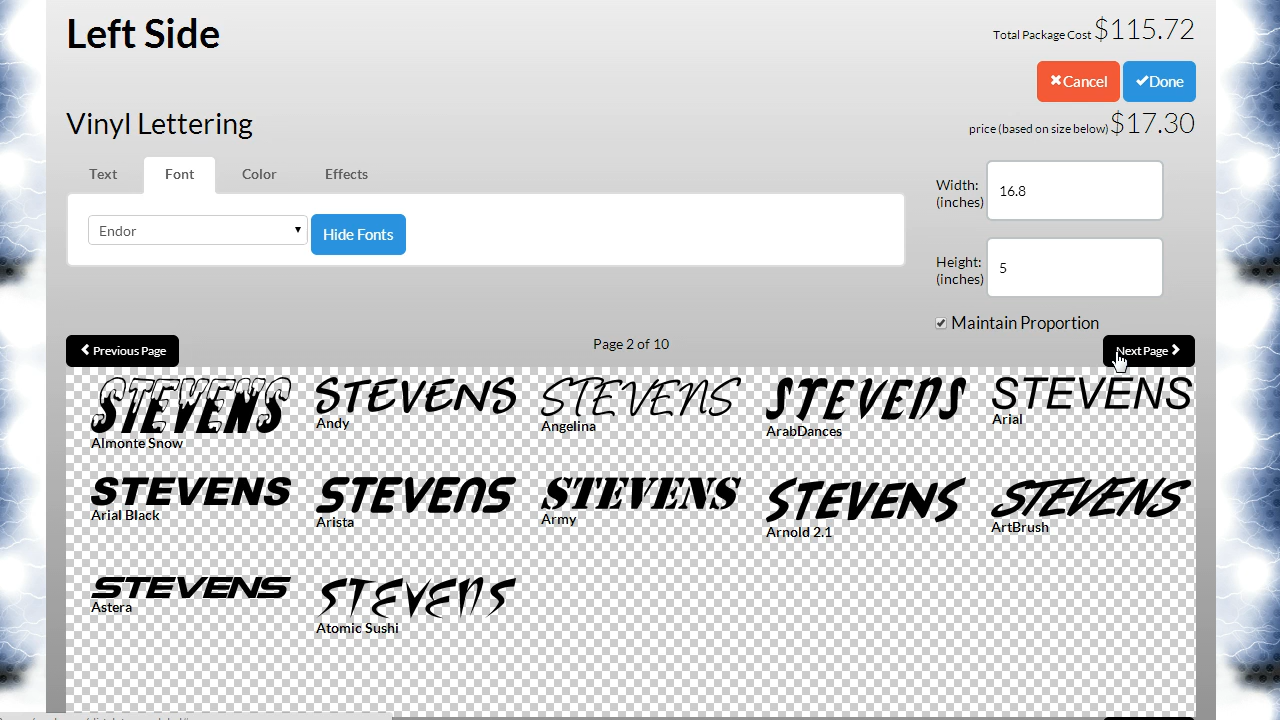 Left Side
Total Package Cost $115.72
Cancel
Done
Vinyl Lettering
price (based on size below) $17.30
Text
Font
Color
Effects
Endor
Hide Fonts
Width:
(inches)
16.8
Height:
(inches)
5
Maintain Proportion
Previous Page
Page 2 of 10
Next Page
STEVENS STEVENS STEVENS STEVENS STEVENS
Almonte Snow Andy Angelina ArabDances Arial
STEVENS STEVENS STEVENS STEVENS STEVENS
Arial Black Arista Army Arnold 2.1 ArtBrush
STEVENS STEVENS
Astera Atomic Sushi